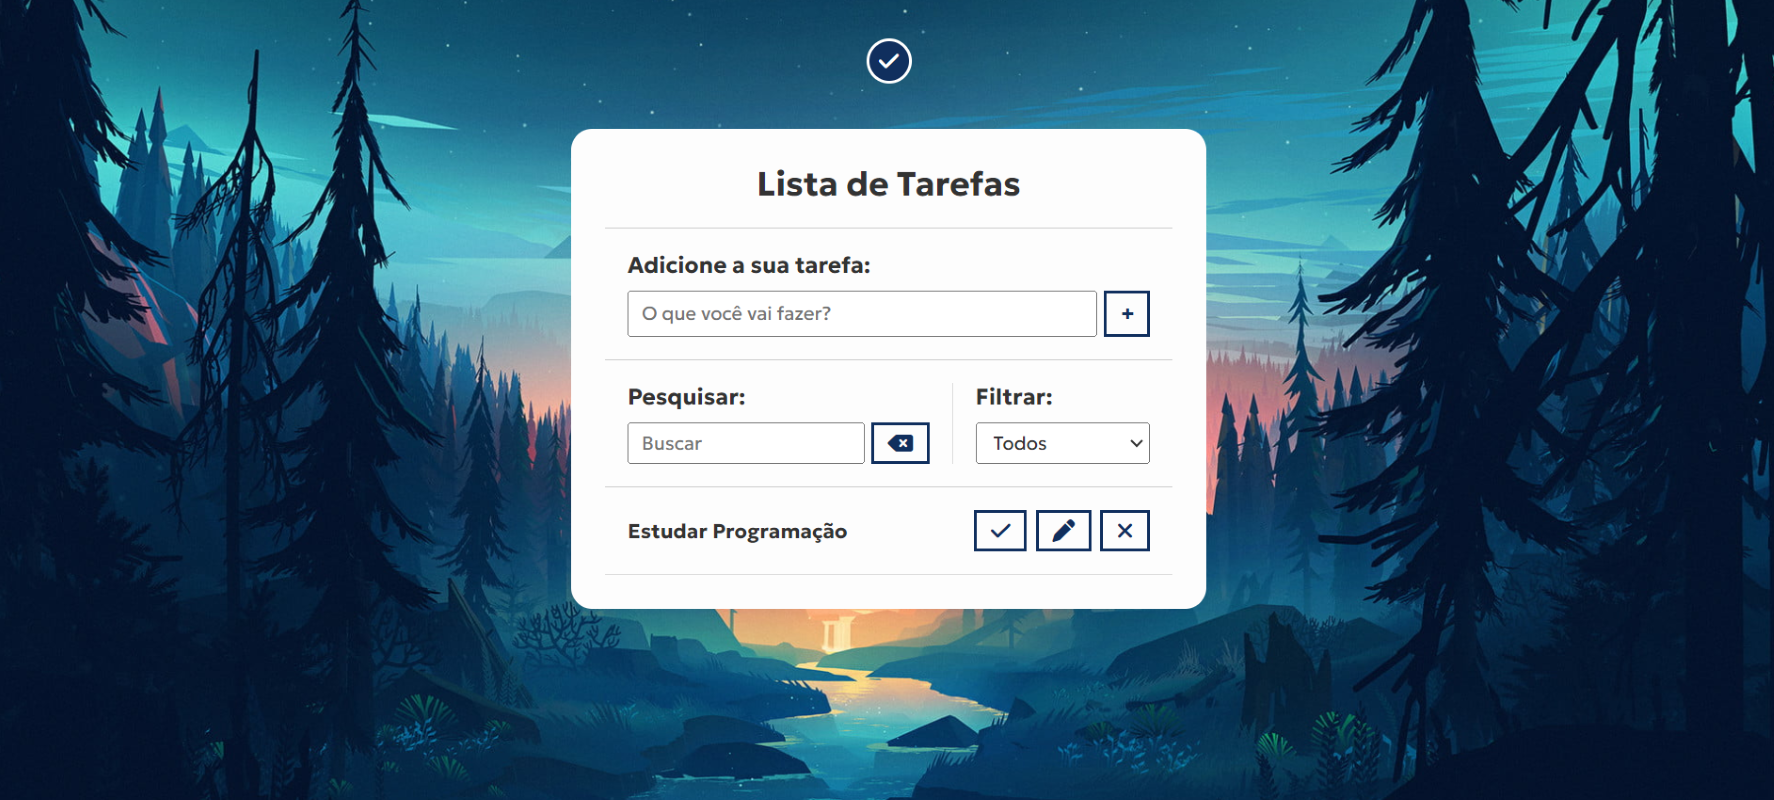 Lista de Tarefas
Adicione a sua tarefa:
O que você vai fazer?
+
Pesquisar:
Filtrar:
Buscar
Todos
Estudar Programação